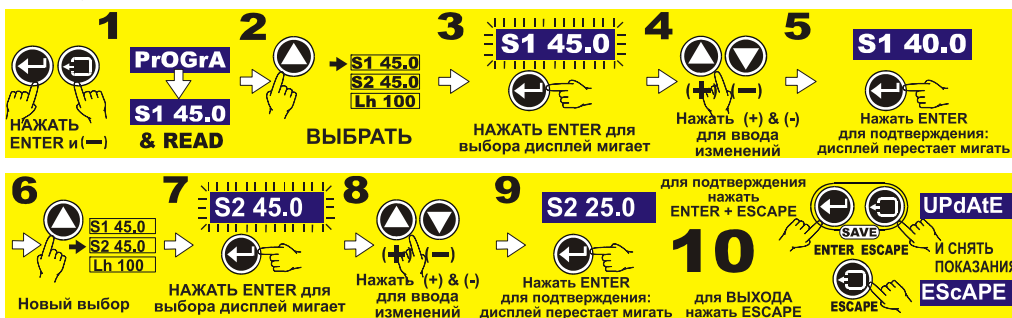 1
PrOGrA
S1 45.0
& READ
НАЖАТЬ
ENTER и (—)
2
S1 45.0
S2 45.0
Lh 100
ВЫБРАТЬ
3
S1 45.0
НАЖАТЬ ENTER для
выбора дисплей мигает
4
(+) (—)
Нажать (+) & (-)
для ввода
изменений
5
S1 40.0
Нажать ENTER
для подтверждения:
дисплей перестает мигать
6
S1 45.0
S2 45.0
Lh 100
Новый выбор
7
S2 45.0
НАЖАТЬ ENTER для
выбора дисплей мигает
8
(+) (—)
Нажать (+) & (-)
для ввода
изменений
9
S2 25.0
Нажать ENTER
для подтверждения:
дисплей перестает мигать
для подтверждения
нажать
ENTER + ESCAPE
10
для ВЫХОДА
нажать ESCAPE
SAVE
ENTER ESCAPE
UPdAtE
И СНЯТЬ
ПОКАЗАНИЯ
ESCAPE
EScAPE